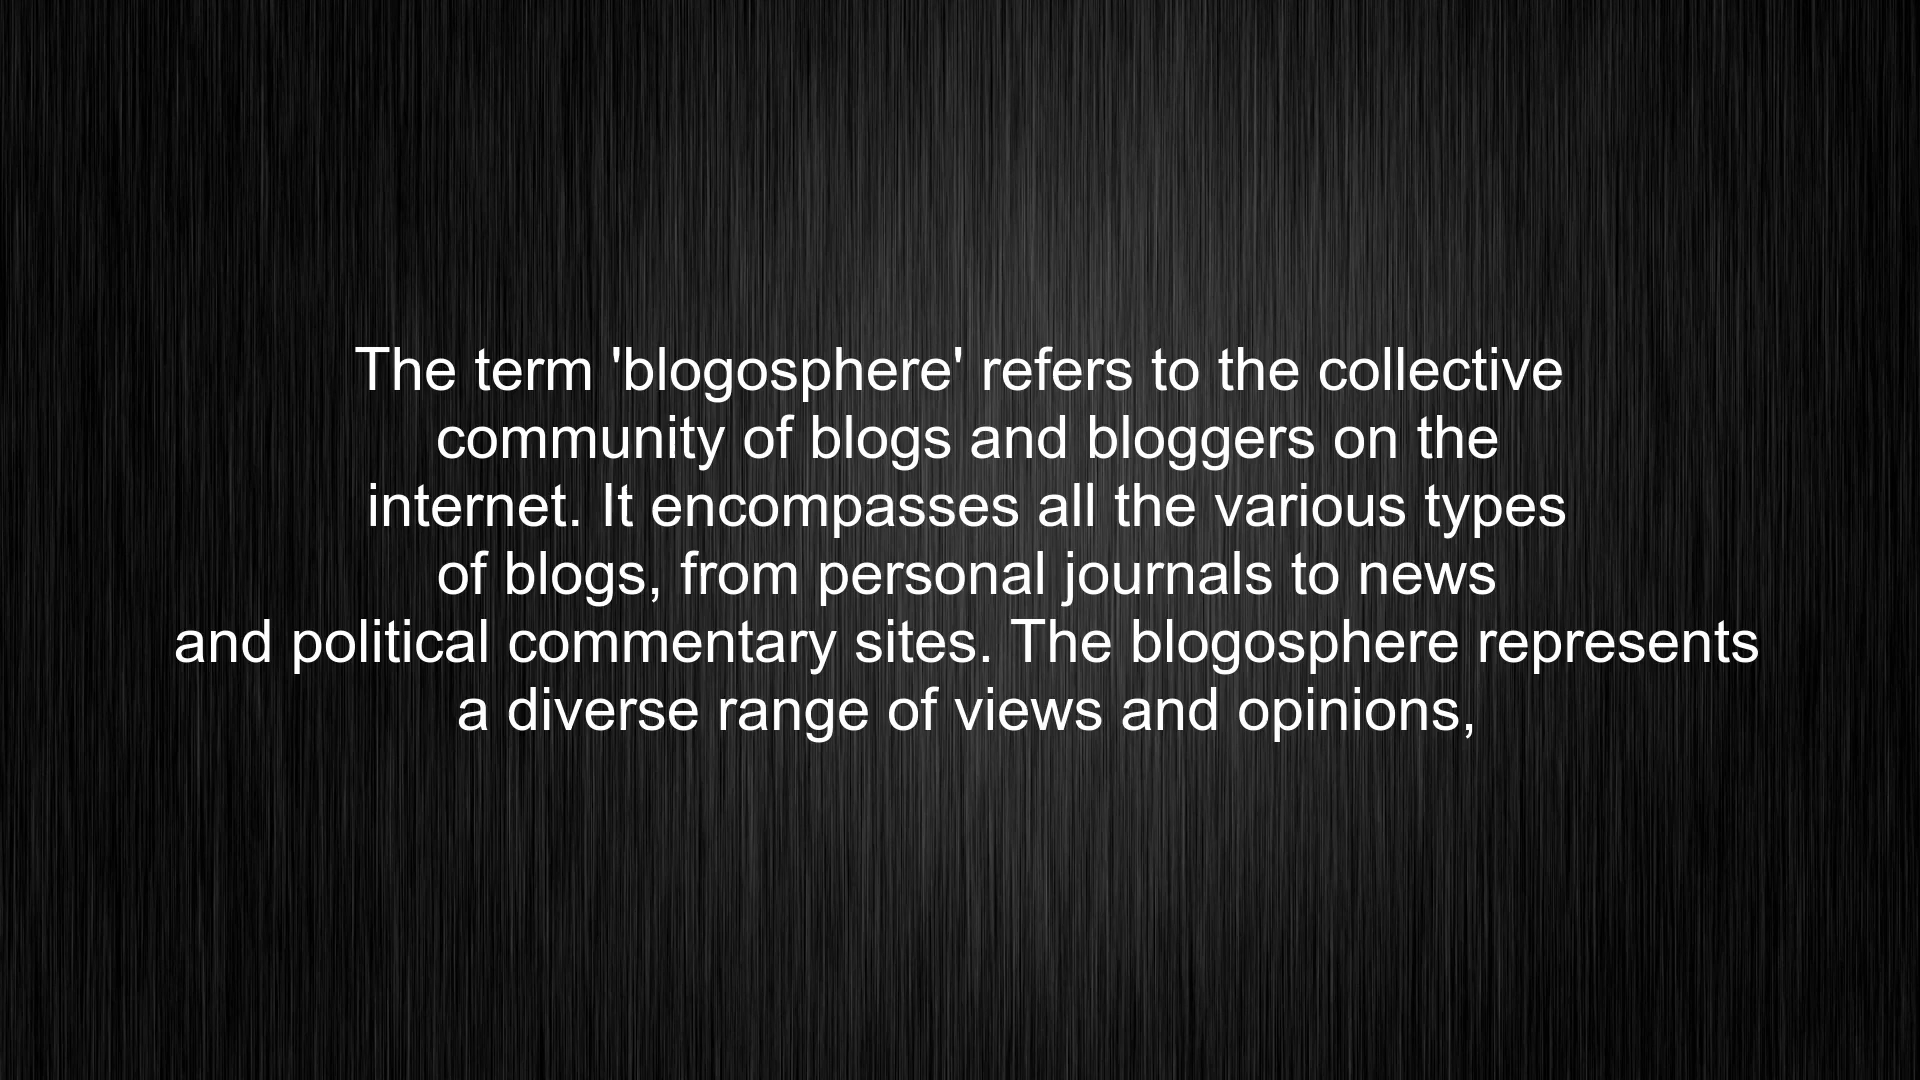 The term 'blogosphere' refers to the collective
community of blogs and bloggers on the
internet. It encompasses all the various types
of blogs, from personal journals to news
and political commentary sites. The blogosphere represents
a diverse range of views and opinions,